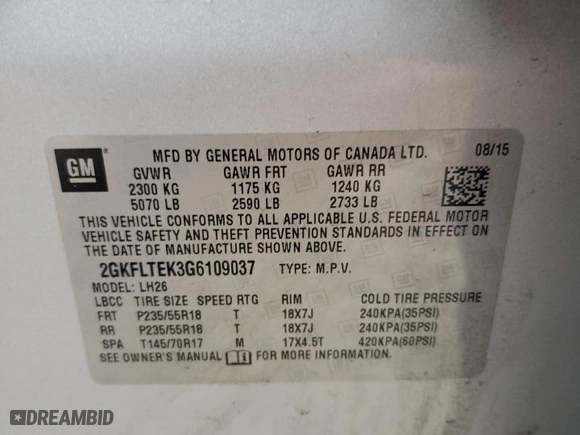 GM
MFD BY GENERAL MOTORS OF CANADA LTD. 08/15
GVWR GAWR FRT GAWR RR
2300 KG 1175 KG 1240 KG
5070 LB 2590 LB 2733 LB
THIS VEHICLE CONFORMS TO ALL APPLICABLE U.S. FEDERAL MOTOR
VEHICLE SAFETY AND THEFT PREVENTION STANDARDS IN EFFECT ON
THE DATE OF MANUFACTURE SHOWN ABOVE.
2GKFLTEK3G6109037 TYPE: M.P.V.
MODEL: LH26
LBCC TIRE SIZE SPEED RTG RIM COLD TIRE PRESSURE
FRT P235/55R18 T 18X7J 240KPA(35PSI)
RR P235/55R18 T 18X7J 240KPA(35PSI)
SPA T145/70R17 M 17X4.5T 420KPA(60PSI)
SEE OWNER'S MANUAL FOR MORE INFORMATION.
DREAMBID